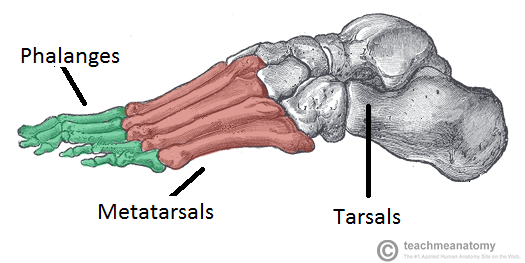 Phalanges
Metatarsals
Tarsals
© teachmeanatomy
The #1 Applied Human Anatomy Site on the Web.